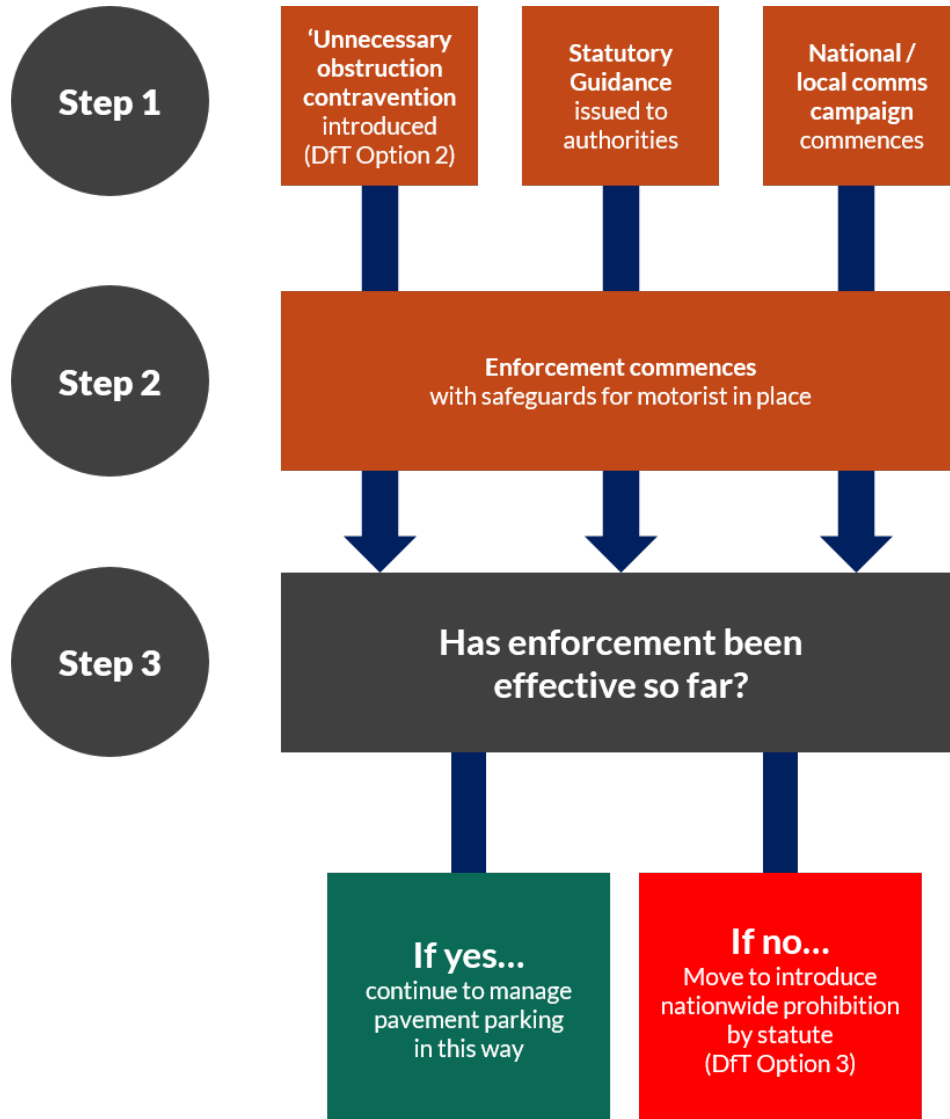 Step 1
‘Unnecessary
obstruction
contravention
introduced
(DfT Option 2)
Statutory
Guidance
issued to
authorities
National /
local comms
campaign
commences
Step 2
Enforcement commences
with safeguards for motorist in place
Step 3
Has enforcement been
effective so far?
If yes...
continue to manage
pavement parking
in this way
If no...
Move to introduce
nationwide prohibition
by statute
(DfT Option 3)